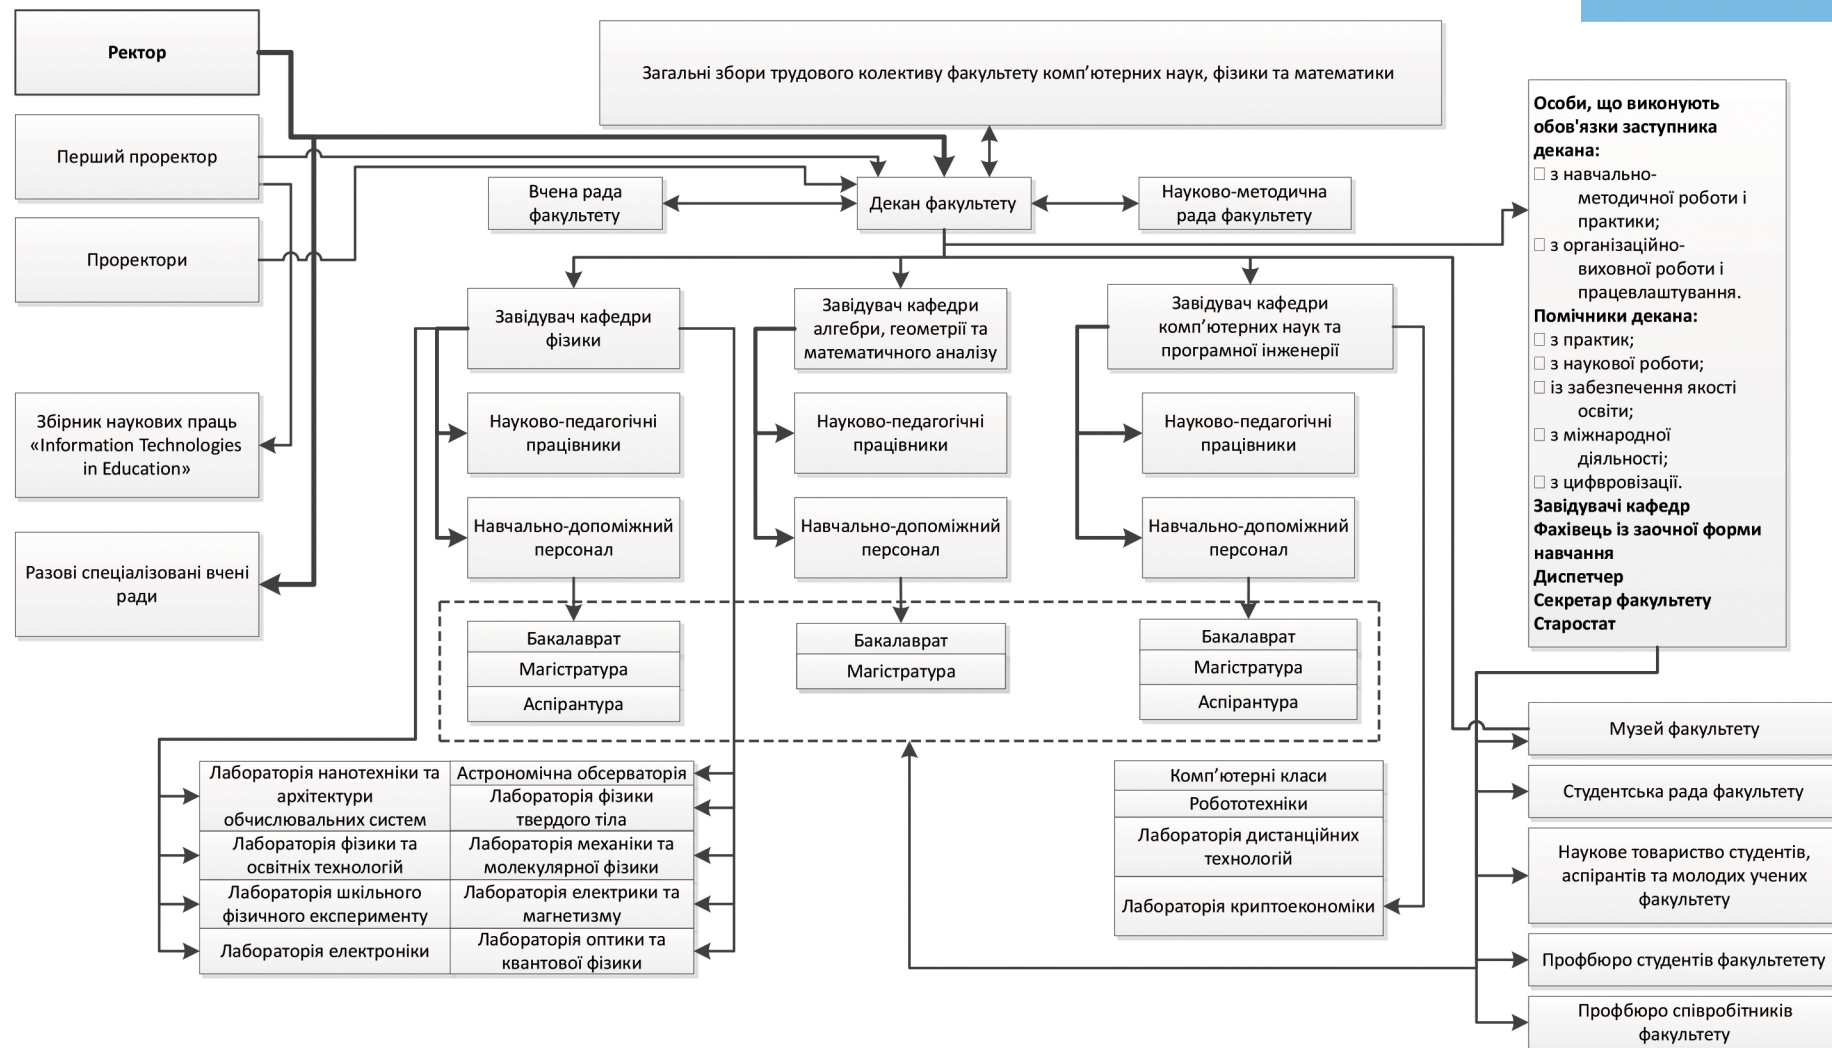 Ректор
Загальні збори трудового колективу факультету комп’ютерних наук, фізики та математики
Перший проректор
Проректори
Збірник наукових праць
«Information Technologies
in Education»
Разові спеціалізовані вчені
ради
Вчена рада
факультету
Декан факультету
Науково-методична
рада факультету
Завідувач кафедри
фізики
Науково-педагогічні
працівники
Навчально-допоміжний
персонал
Бакалаврат
Магістратура
Аспірантура
Завідувач кафедри
алгебри, геометрії та
математичного аналізу
Науково-педагогічні
працівники
Навчально-допоміжний
персонал
Бакалаврат
Магістратура
Завідувач кафедри
комп’ютерних наук та
програмної інженерії
Науково-педагогічні
працівники
Навчально-допоміжний
персонал
Бакалаврат
Магістратура
Аспірантура
Лабораторія нанотехніки та
архітектури
обчислювальних систем
Лабораторія фізики та
освітніх технологій
Лабораторія шкільного
фізичного експерименту
Лабораторія електроніки
Астрономічна обсерваторія
Лабораторія фізики
твердого тіла
Лабораторія механіки та
молекулярної фізики
Лабораторія електрики та
магнетизму
Лабораторія оптики та
квантової фізики
Комп’ютерні класи
Робототехніки
Лабораторія дистанційних
технологій
Лабораторія криптоекономіки
Особи, що виконують
обов'язки заступника
декана:
з навчально-
методичної роботи і
практики;
з організаційно-
виховної роботи і
працевлаштування.
Помічники декана:
з практик;
з наукової роботи;
із забезпечення якості
освіти;
з міжнародної
діяльності;
з цифвровізації.
Завідувачі кафедр
Фахівець із заочної форми
навчання
Диспетчер
Секретар факультету
Старостат
Музей факультету
Студентська рада факультету
Наукове товариство студентів,
аспірантів та молодих учених
факультету
Профбюро студентів факультетету
Профбюро співробітників
факультету